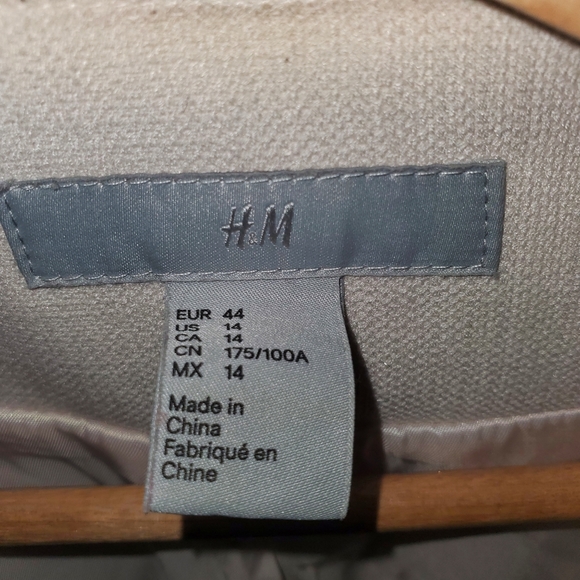 H&M
EUR 44
US 14
CA 14
CN 175/100A
MX 14
Made in
China
Fabriqué en
Chine